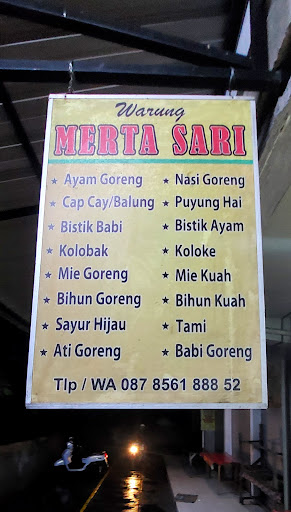 Warung
MERTA SARI
★ Ayam Goreng ★ Nasi Goreng
★ Cap Cay/Balung ★ Puyung Hai
★ Bistik Babi ★ Bistik Ayam
★ Kolobak ★ Koloke
★ Mie Goreng ★ Mie Kuah
★ Bihun Goreng ★ Bihun Kuah
★ Sayur Hijau ★ Tami
★ Ati Goreng ★ Babi Goreng
Tlp / WA 087 8561 888 52